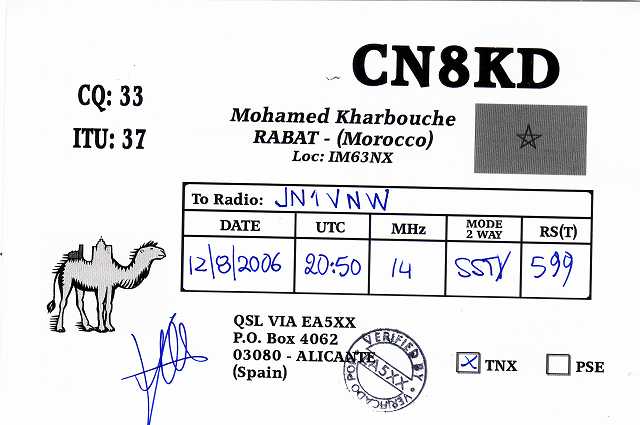 CN8KD
CQ: 33
ITU: 37
Mohamed Kharbouche
RABAT - (Morocco)
Loc: IM63NX
To Radio: JN1VNW
DATE UTC MHz MODE 2 WAY RS(T)
12/8/2006 20:50 14 SSTV 599
QSL VIA EA5XX
P.O. Box 4062
03080 - ALICANTE
(Spain)
VERIFIED BY
EA5XX
VERIFICADO POR
TNX
PSE